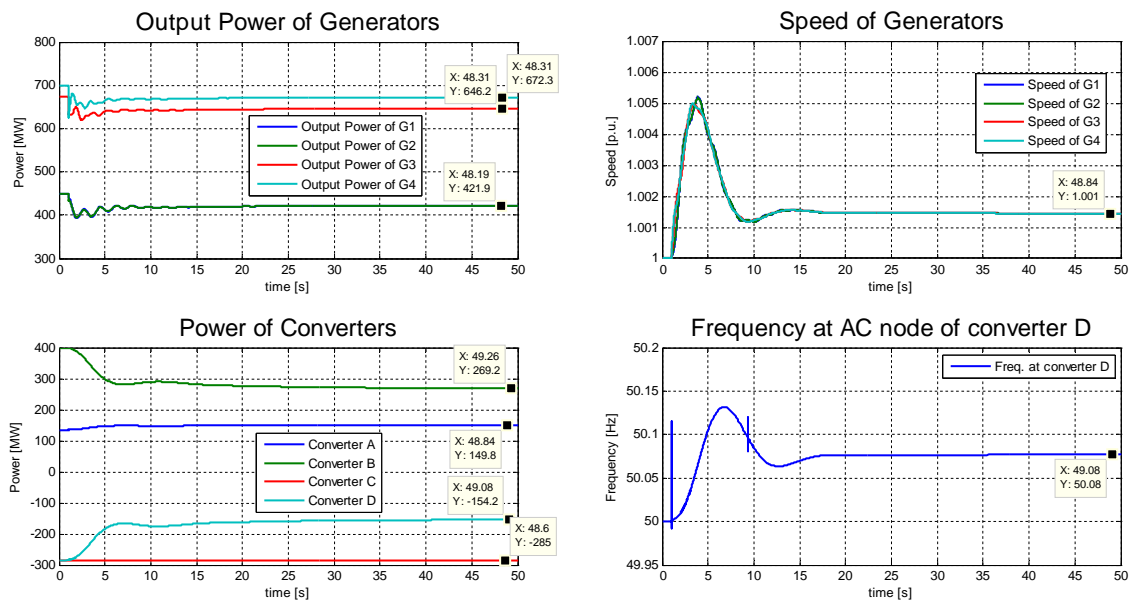 Output Power of Generators
800
700
600
500
400
300
Power [MW]
0 5 10 15 20 25 30 35 40 45 50
time [s]
X: 48.31
Y: 646.2
X: 48.31
Y: 672.3
Output Power of G1
Output Power of G2
Output Power of G3
Output Power of G4
X: 48.19
Y: 421.9
Speed of Generators
1.007
1.006
1.005
1.004
1.003
1.002
1.001
1
Speed [p.u.]
0 5 10 15 20 25 30 35 40 45 50
time [s]
Speed of G1
Speed of G2
Speed of G3
Speed of G4
X: 48.84
Y: 1.001
Power of Converters
400
300
200
100
0
-100
-200
-300
Power [MW]
0 5 10 15 20 25 30 35 40 45 50
time [s]
X: 49.26
Y: 269.2
X: 48.84
Y: 149.8
Converter A
Converter B
Converter C
Converter D
X: 49.08
Y: -154.2
X: 48.6
Y: -285
Frequency at AC node of converter D
50.2
50.15
50.1
50.05
50
49.95
Frequency [Hz]
0 5 10 15 20 25 30 35 40 45 50
time [s]
Freq. at converter D
X: 49.08
Y: 50.08